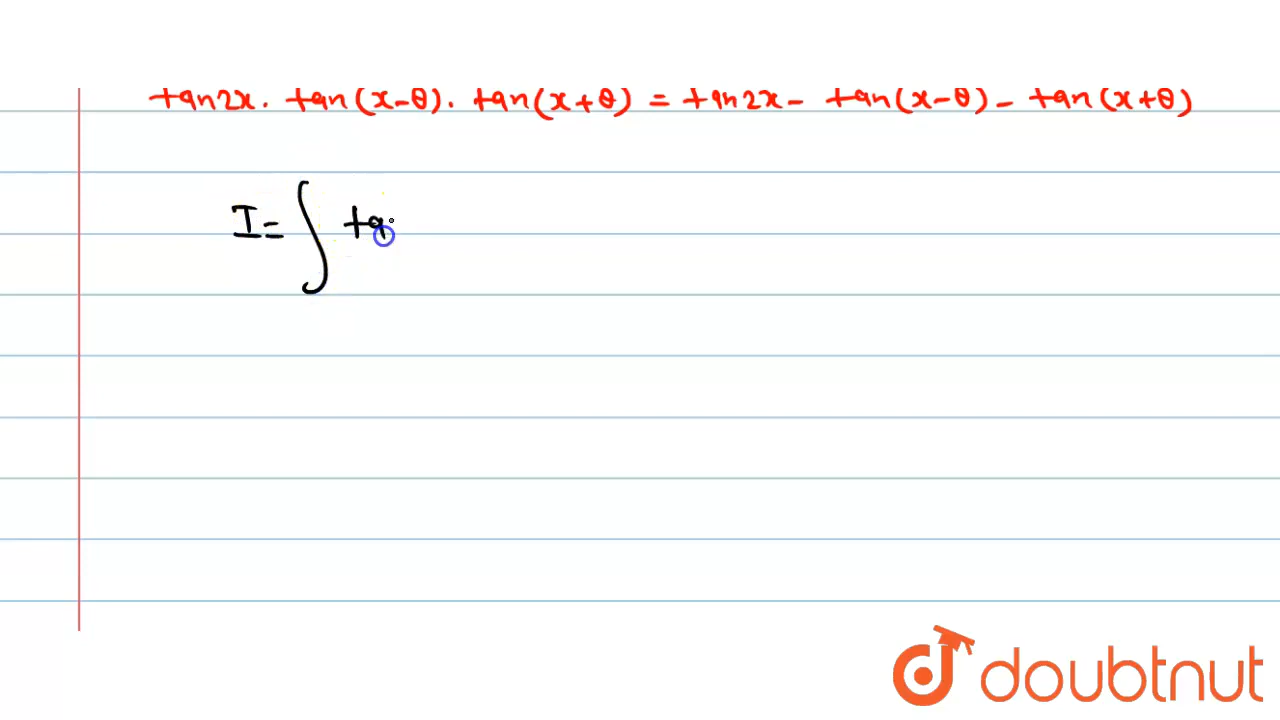 tan2x. tan(x-θ). tan(x+θ) = tan2x - tan(x-θ) - tan(x+θ)
I= ∫ ta
doubtnut